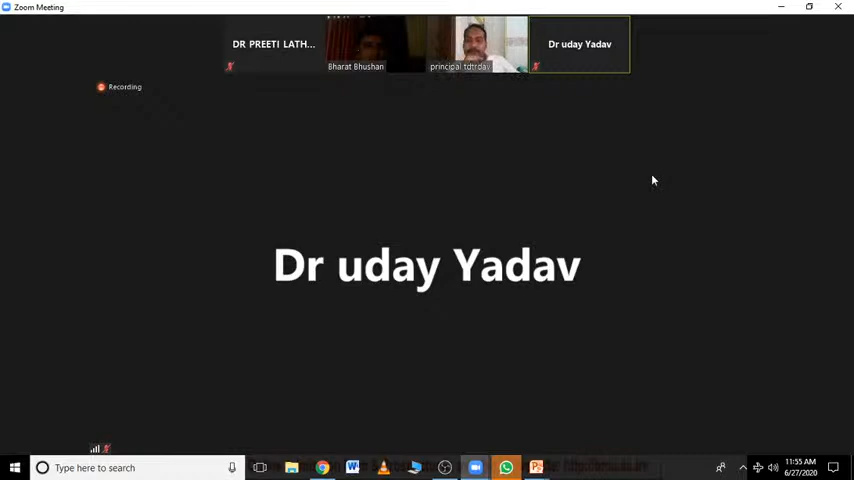 Zoom Meeting
DR PREETI LATH...
Bharat Bhushan
principal tdtrdav
Dr uday Yadav
Recording
Dr uday Yadav
Type here to search
11:55 AM
6/27/2020